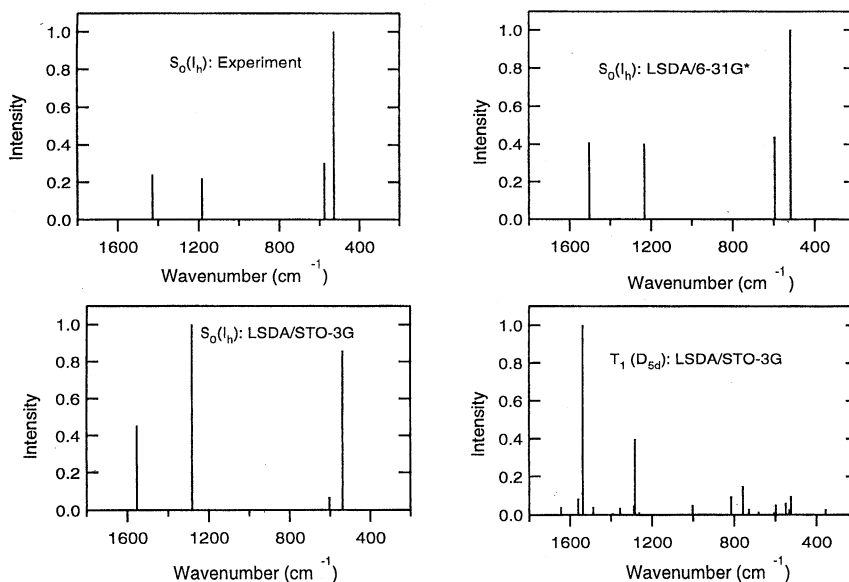 S₀(Iₕ): Experiment
Intensity
1.0
0.8
0.6
0.4
0.2
0.0
1600 1200 800 400
Wavenumber (cm ⁻¹)
S₀(Iₕ): LSDA/6-31G*
Intensity
1.0
0.8
0.6
0.4
0.2
0.0
1600 1200 800 400
Wavenumber (cm ⁻¹)
S₀(Iₕ): LSDA/STO-3G
Intensity
1.0
0.8
0.6
0.4
0.2
0.0
1600 1200 800 400
Wavenumber (cm ⁻¹)
T₁ (D₅d): LSDA/STO-3G
Intensity
1.0
0.8
0.6
0.4
0.2
0.0
1600 1200 800 400
Wavenumber (cm ⁻¹)